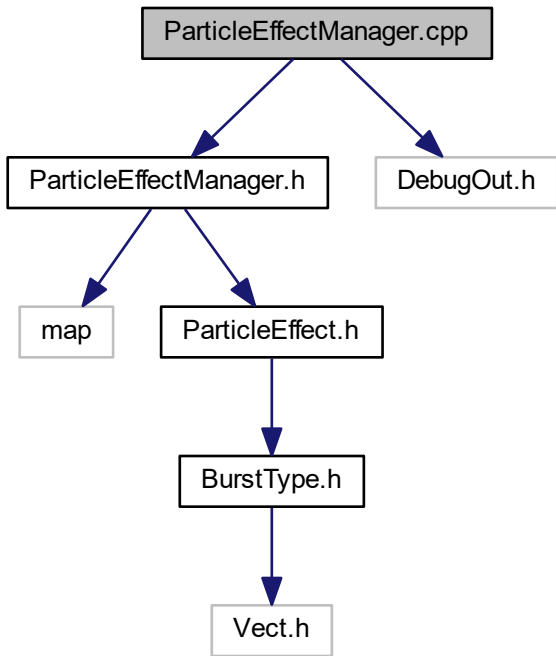 ParticleEffectManager.cpp
ParticleEffectManager.h
DebugOut.h
map
ParticleEffect.h
BurstType.h
Vect.h